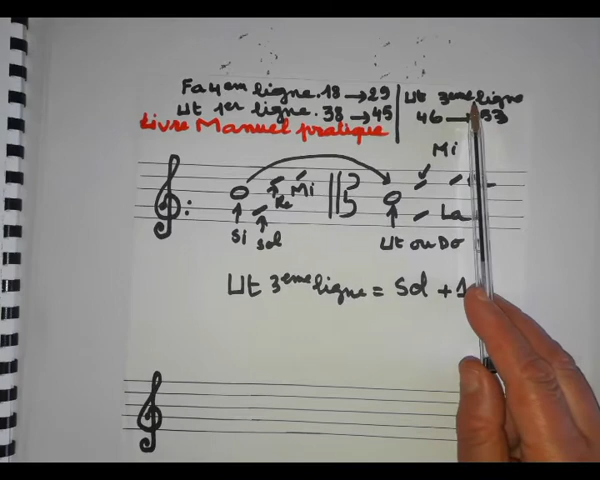 Fa 4em ligne. 18 → 29
Ut 1er ligne. 38 → 45
Livre Manuel pratique
Ut 3eme ligne
46 → 53
Mi
Re Mi
La
Si Sol
Ut ou Do
Ut 3eme ligne = Sol + 1